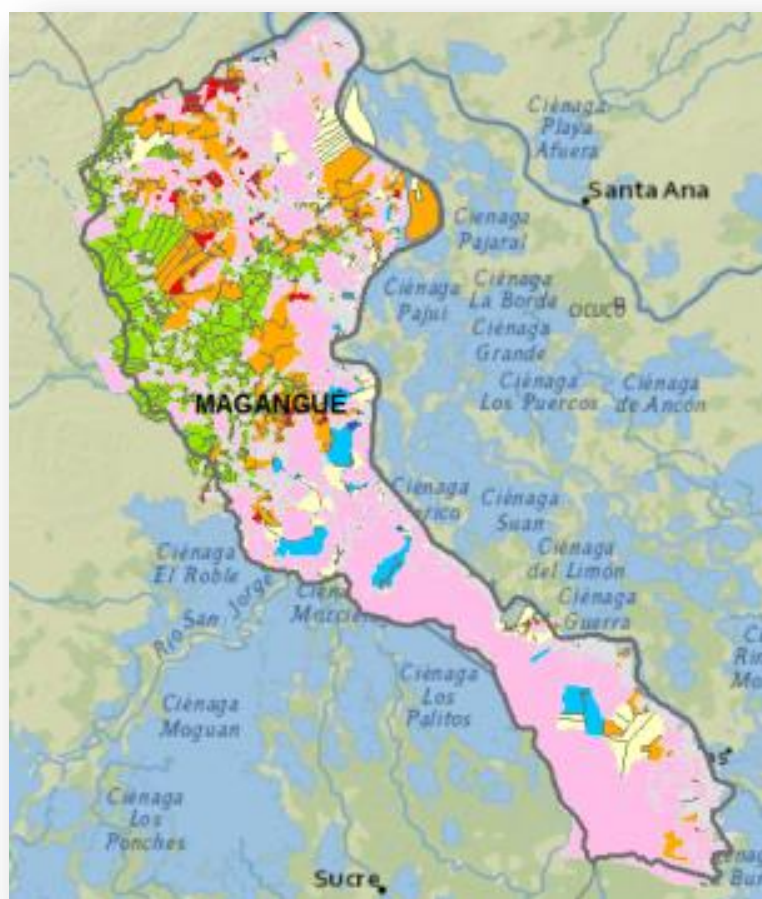 Ciénaga
Playa
Afuera
Santa Ana
Cienaga
Pajaral
Ciénaga
Pajui
Ciénaga
La Borda
Ciénaga
Grande
Ciénaga
Los Puercos
Ciénaga
de Ancón
MAGANGUE
Ciénaga
Ciénaga
Suan
Ciénaga
del Limón
Ciénaga
Guerra
Ciénaga
El Roble
Rio San Jorge
Ciénaga
Los
Palitos
Ciénaga
Moguan
Ciénaga
Los
Ponches
Sucre